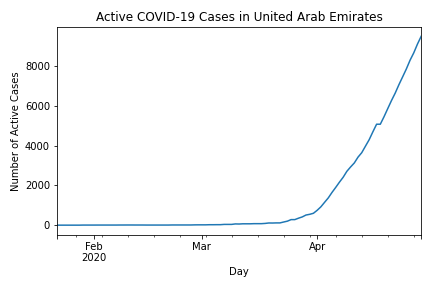 Active COVID-19 Cases in United Arab Emirates
Number of Active Cases
8000
6000
4000
2000
0
Feb
2020
Mar
Apr
Day